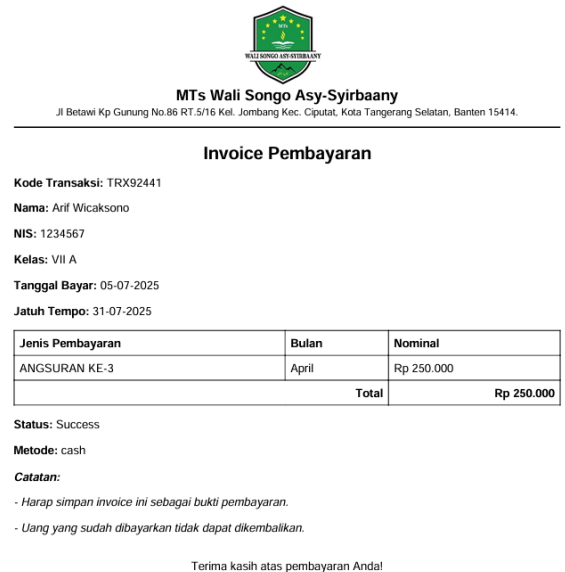 MTs
WALI SONGO ASY-SYIRBAANY
MTs Wali Songo Asy-Syirbaany
Jl Betawi Kp Gunung No.86 RT.5/16 Kel. Jombang Kec. Ciputat, Kota Tangerang Selatan, Banten 15414.
Invoice Pembayaran
Kode Transaksi: TRX92441
Nama: Arif Wicaksono
NIS: 1234567
Kelas: VII A
Tanggal Bayar: 05-07-2025
Jatuh Tempo: 31-07-2025
Jenis Pembayaran Bulan Nominal
ANGSURAN KE-3 April Rp 250.000
Total Rp 250.000
Status: Success
Metode: cash
Catatan:
- Harap simpan invoice ini sebagai bukti pembayaran.
- Uang yang sudah dibayarkan tidak dapat dikembalikan.
Terima kasih atas pembayaran Anda!